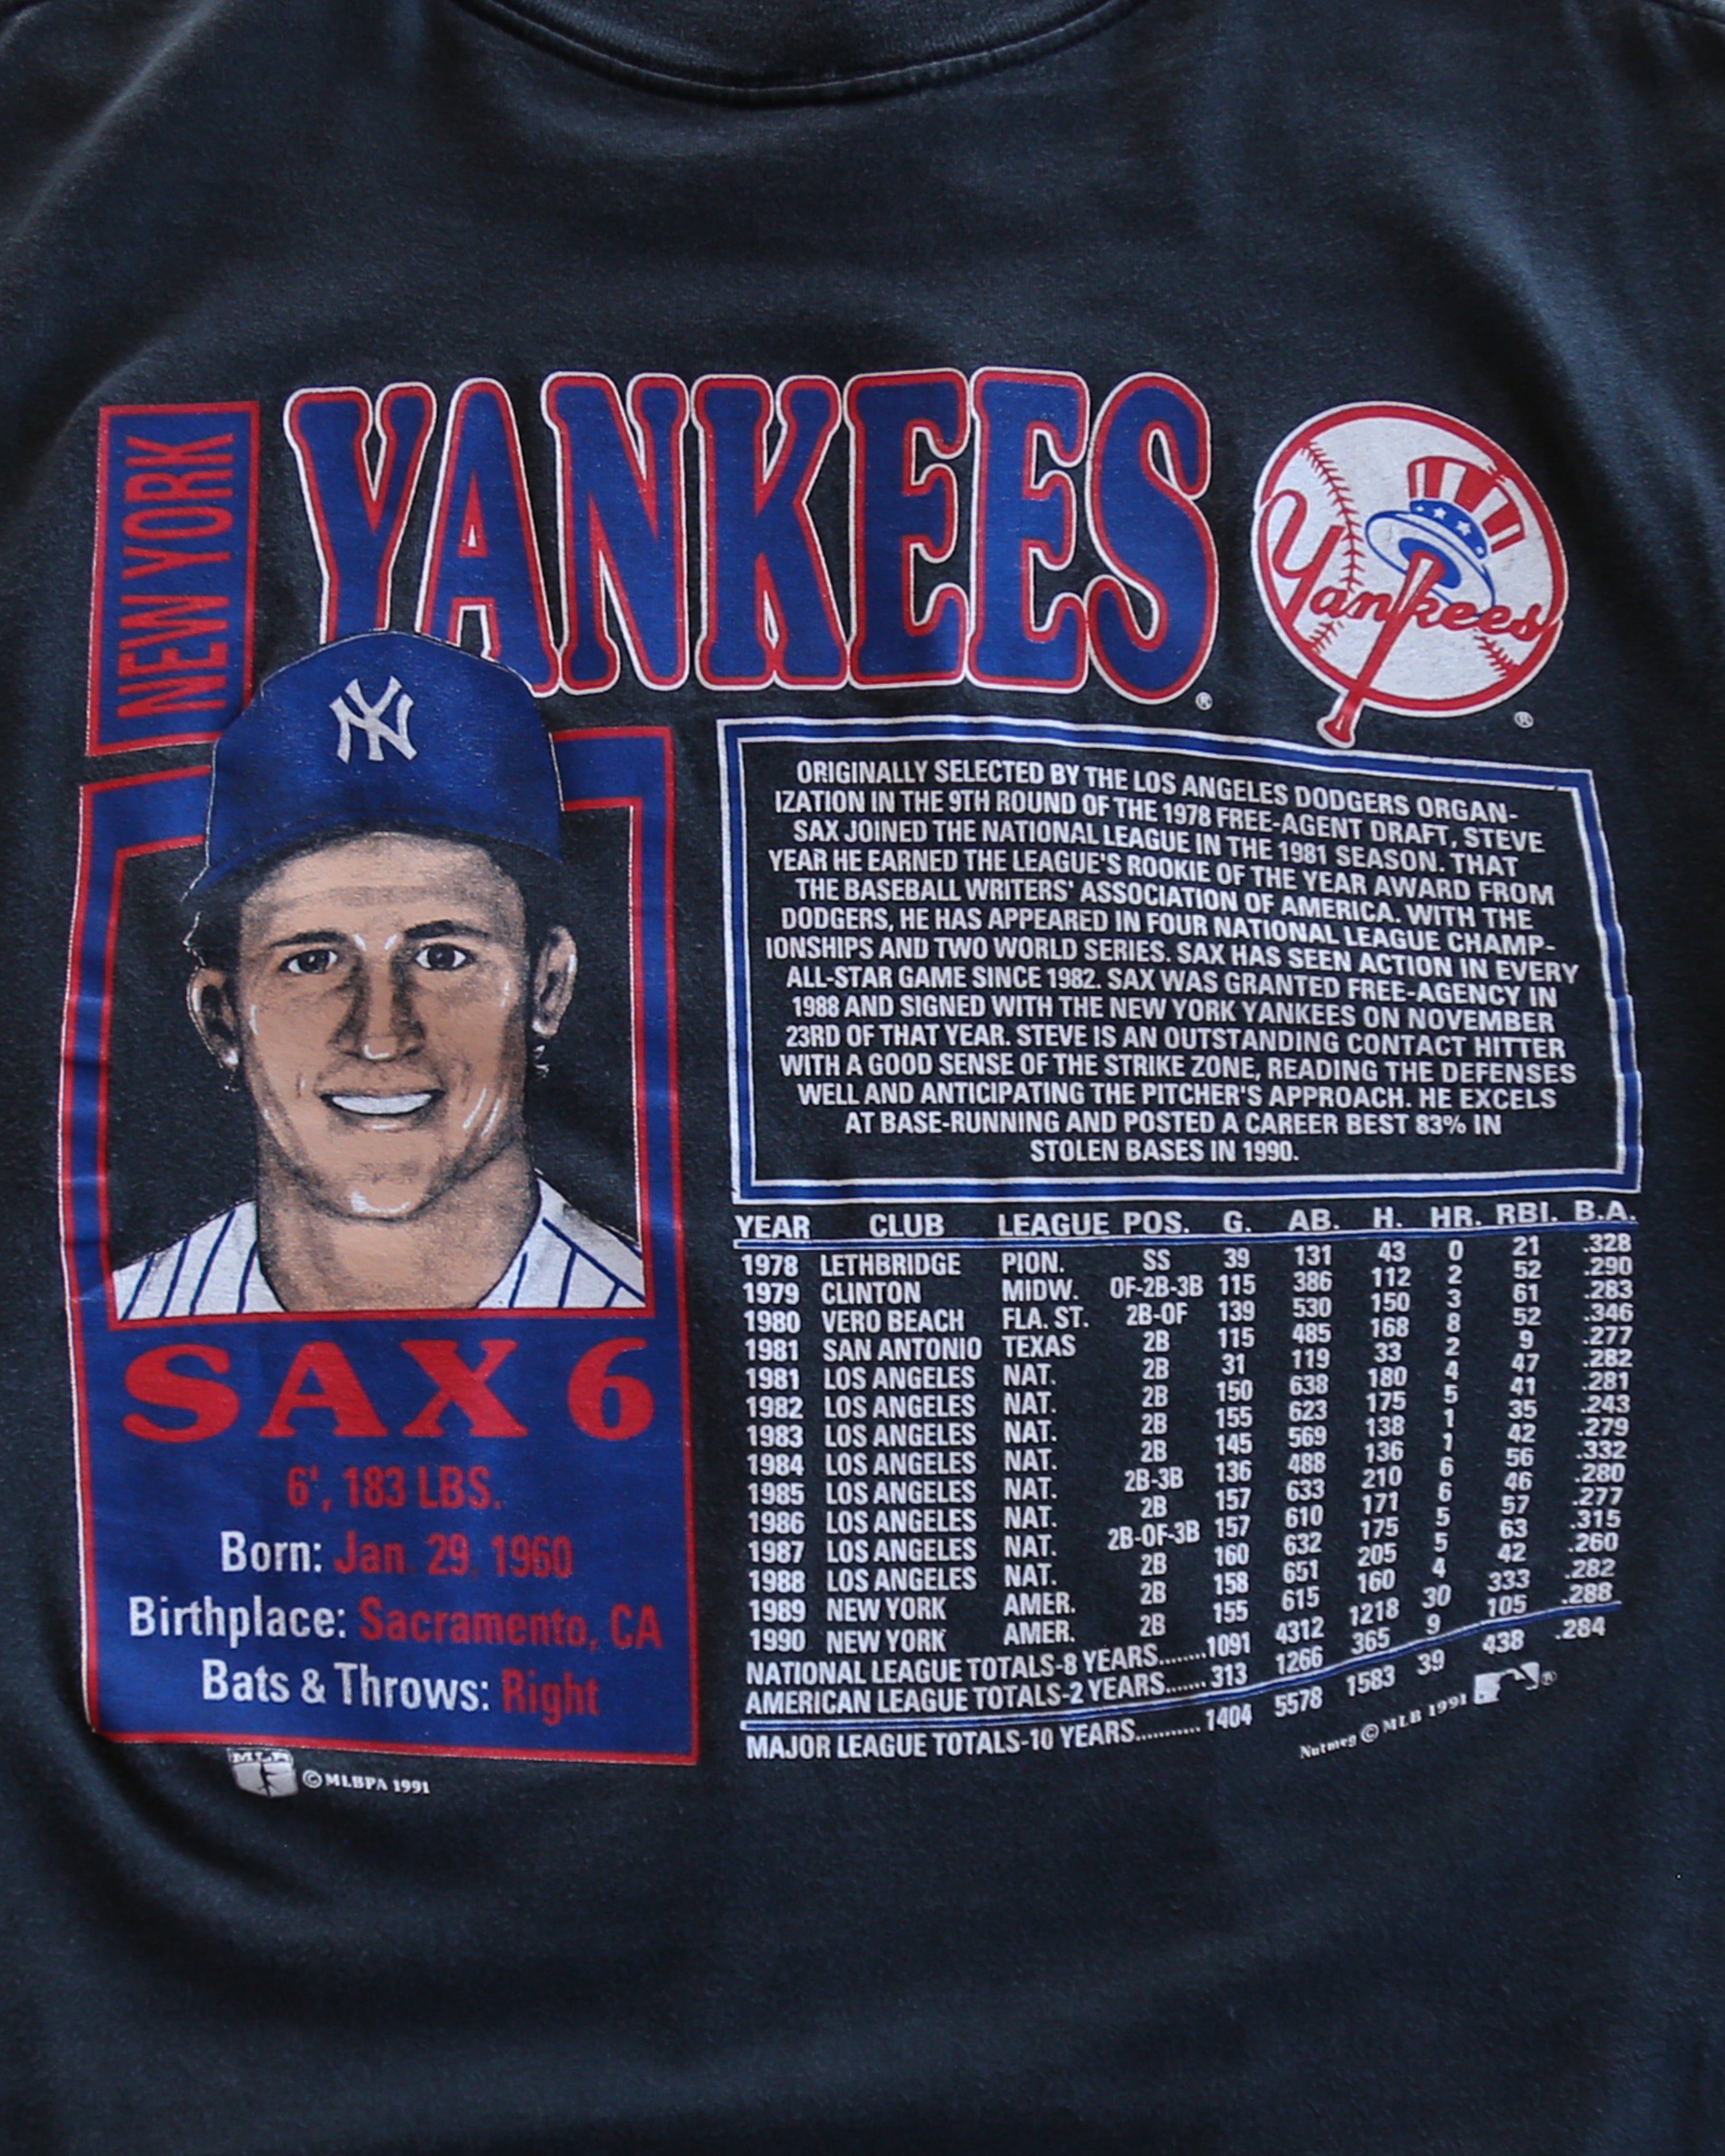 NEW YORK
YANKEES®
Yankees ®
NY
ORIGINALLY SELECTED BY THE LOS ANGELES DODGERS ORGAN-
IZATION IN THE 9TH ROUND OF THE 1978 FREE-AGENT DRAFT, STEVE
SAX JOINED THE NATIONAL LEAGUE IN THE 1981 SEASON. THAT
YEAR HE EARNED THE LEAGUE'S ROOKIE OF THE YEAR AWARD FROM
THE BASEBALL WRITERS' ASSOCIATION OF AMERICA. WITH THE
DODGERS, HE HAS APPEARED IN FOUR NATIONAL LEAGUE CHAMP-
IONSHIPS AND TWO WORLD SERIES. SAX HAS SEEN ACTION IN EVERY
ALL-STAR GAME SINCE 1982. SAX WAS GRANTED FREE-AGENCY IN
1988 AND SIGNED WITH THE NEW YORK YANKEES ON NOVEMBER
23RD OF THAT YEAR. STEVE IS AN OUTSTANDING CONTACT HITTER
WITH A GOOD SENSE OF THE STRIKE ZONE, READING THE DEFENSES
WELL AND ANTICIPATING THE PITCHER'S APPROACH. HE EXCELS
AT BASE-RUNNING AND POSTED A CAREER BEST 83% IN
STOLEN BASES IN 1990.
SAX 6
6', 183 LBS.
Born: Jan. 29, 1960
Birthplace: Sacramento, CA
Bats & Throws: Right
YEAR CLUB LEAGUE POS. G. AB. H. HR. RBI. B.A.
1978 LETHBRIDGE PION. SS 39 131 43 0 21 .328
1979 CLINTON MIDW. OF-2B-3B 115 386 112 2 52 .290
1980 VERO BEACH FLA. ST. 2B-OF 139 530 150 3 61 .283
1981 SAN ANTONIO TEXAS 2B 115 485 168 8 52 .346
1981 LOS ANGELES NAT. 2B 31 119 33 2 9 .277
1982 LOS ANGELES NAT. 2B 150 638 180 4 47 .282
1983 LOS ANGELES NAT. 2B 155 623 175 5 41 .281
1984 LOS ANGELES NAT. 2B 145 569 138 1 35 .243
1985 LOS ANGELES NAT. 2B-3B 136 488 136 1 42 .279
1986 LOS ANGELES NAT. 2B 157 633 210 6 56 .332
1987 LOS ANGELES NAT. 2B-OF-3B 157 610 171 6 46 .280
1988 LOS ANGELES NAT. 2B 160 632 175 5 57 .277
1989 NEW YORK AMER. 2B 158 651 205 5 63 .315
1990 NEW YORK AMER. 2B 155 615 160 4 42 .260
NATIONAL LEAGUE TOTALS-8 YEARS........1091 4312 1218 30 333 .282
AMERICAN LEAGUE TOTALS-2 YEARS.......313 1266 365 9 105 .288
MAJOR LEAGUE TOTALS-10 YEARS..........1404 5578 1583 39 438 .284
Nutmeg © MLB 1991 ®
MLB © MLBPA 1991